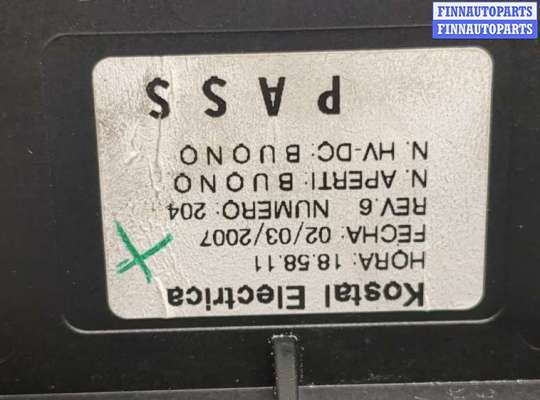 FINNAUTOPARTS
FINNAUTOPARTS
Kostal Electrica
HORA: 18.58.11
FECHA: 02/03/2007
REV.6 NUMERO: 204
N. APERTI: BUONO
N. HV-DC: BUONO
PASS